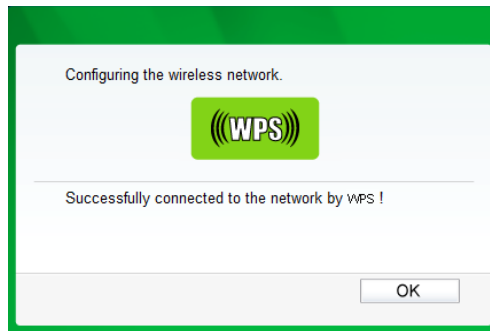 Configuring the wireless network.
(((WPS)))
Successfully connected to the network by WPS !
OK